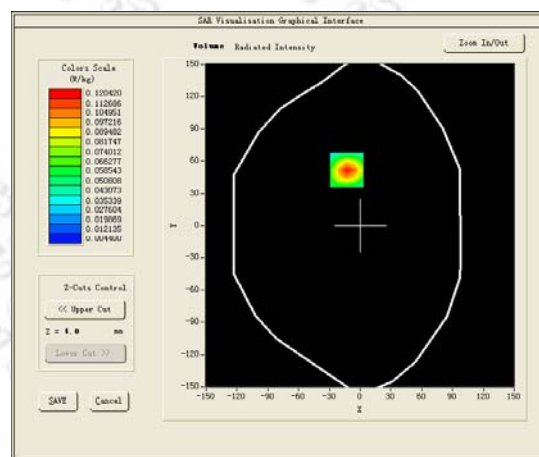 SAR Visualisation Graphical Interface
Volume Radiated Intensity
Zoom In/Out
Colors Scale
(W/kg)
0.120420
0.112686
0.104951
0.097216
0.089482
0.081747
0.074012
0.066277
0.058543
0.050808
0.043073
0.035339
0.027604
0.019869
0.012135
0.004400
150
120
90
60
30
0
-30
-60
-90
-120
-150
Y
-150 -120 -90 -60 -30 0 30 60 90 120 150
X
Z-Cuts Control
<< Upper Cut
Z = 4.0 mm
Lower Cut >>
SAVE Cancel